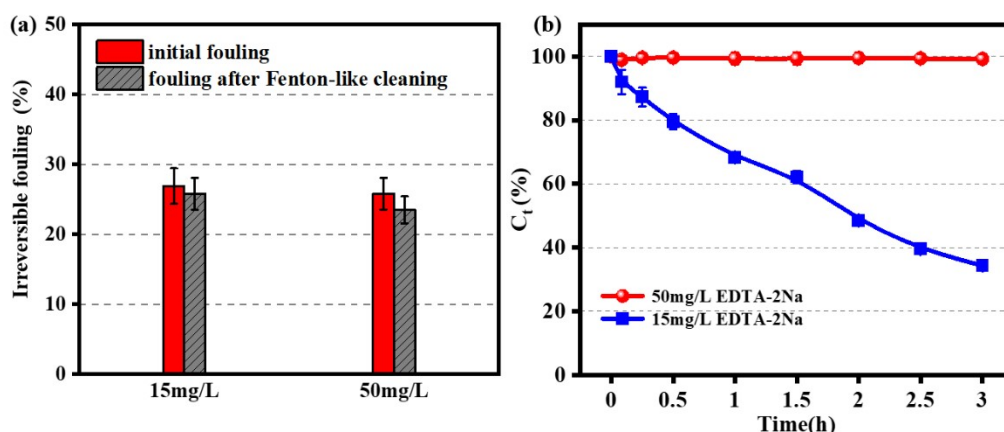 (a)
50
40
30
20
10
0
Irreversible fouling (%)
initial fouling
fouling after Fenton-like cleaning
15mg/L
50mg/L
(b)
100
80
60
40
20
0
Ct (%)
50mg/L EDTA-2Na
15mg/L EDTA-2Na
0 0.5 1 1.5 2 2.5 3
Time(h)